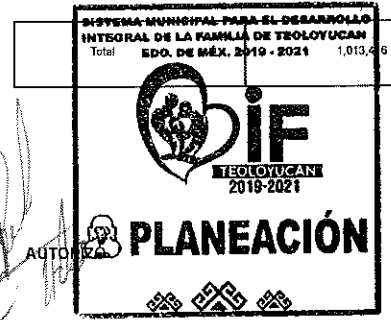 SISTEMA MUNICIPAL PARA EL DESARROLLO
INTEGRAL DE LA FAMILIA DE TEOLOYUCAN
Total EDO. DE MÉX. 2019 - 2021
DIF
TEOLOYUCAN
2019-2021
PLANEACIÓN